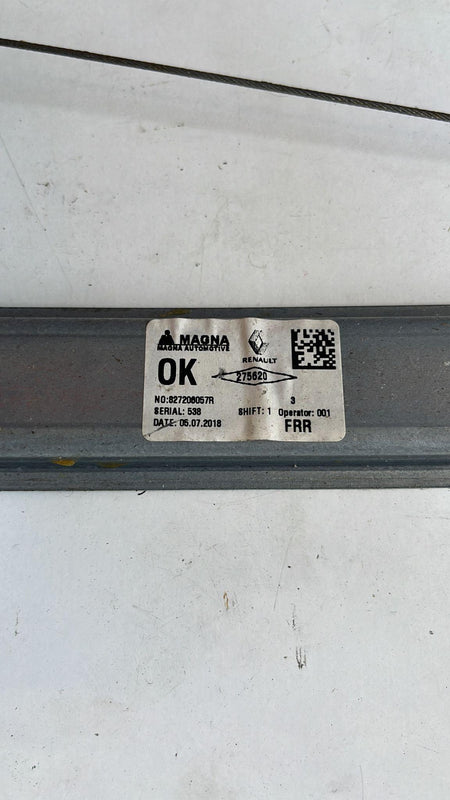 MAGNA
MAGNA AUTOMOTIVE
RENAULT
OK
275620
NO:827206057R 3
SERIAL: 538 SHIFT: 1 Operator: 001
DATE: 05.07.2018 FRR